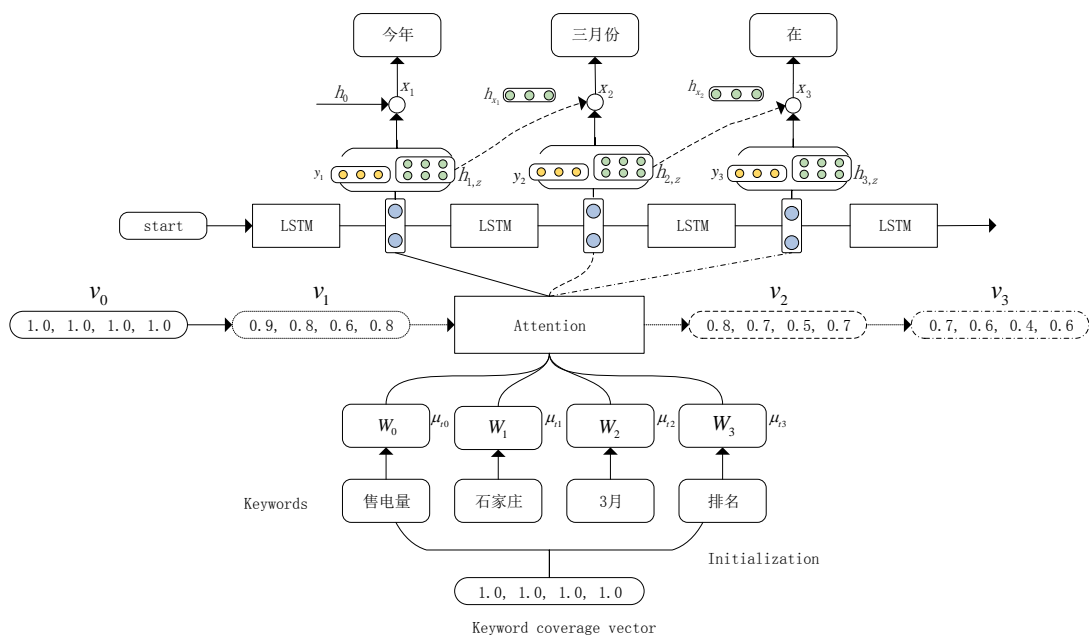 今年
三月份
在
h₀
x₁
hₓ₁
x₂
hₓ₂
x₃
y₁
h₁,z
y₂
h₂,z
y₃
h₃,z
start
LSTM
LSTM
LSTM
LSTM
v₀
v₁
v₂
v₃
1.0, 1.0, 1.0, 1.0
0.9, 0.8, 0.6, 0.8
Attention
0.8, 0.7, 0.5, 0.7
0.7, 0.6, 0.4, 0.6
W₀
μt0
W₁
μt1
W₂
μt2
W₃
μt3
Keywords
售电量
石家庄
3月
排名
Initialization
1.0, 1.0, 1.0, 1.0
Keyword coverage vector